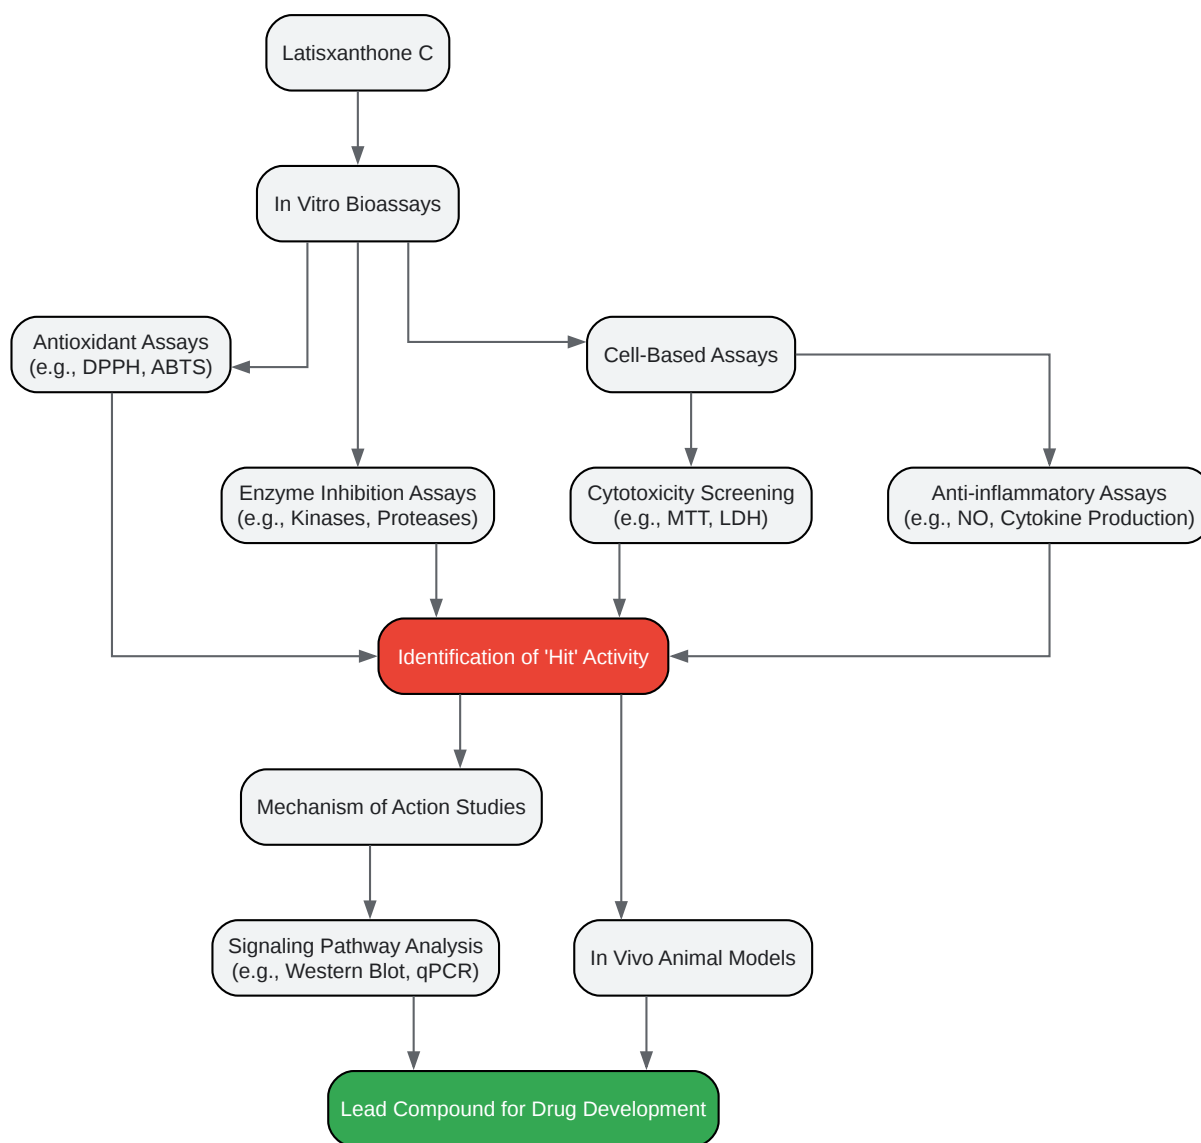 Latisxanthone C
In Vitro Bioassays
Antioxidant Assays
(e.g., DPPH, ABTS)
Cell-Based Assays
Enzyme Inhibition Assays
(e.g., Kinases, Proteases)
Cytotoxicity Screening
(e.g., MTT, LDH)
Anti-inflammatory Assays
(e.g., NO, Cytokine Production)
Identification of 'Hit' Activity
Mechanism of Action Studies
Signaling Pathway Analysis
(e.g., Western Blot, qPCR)
In Vivo Animal Models
Lead Compound for Drug Development